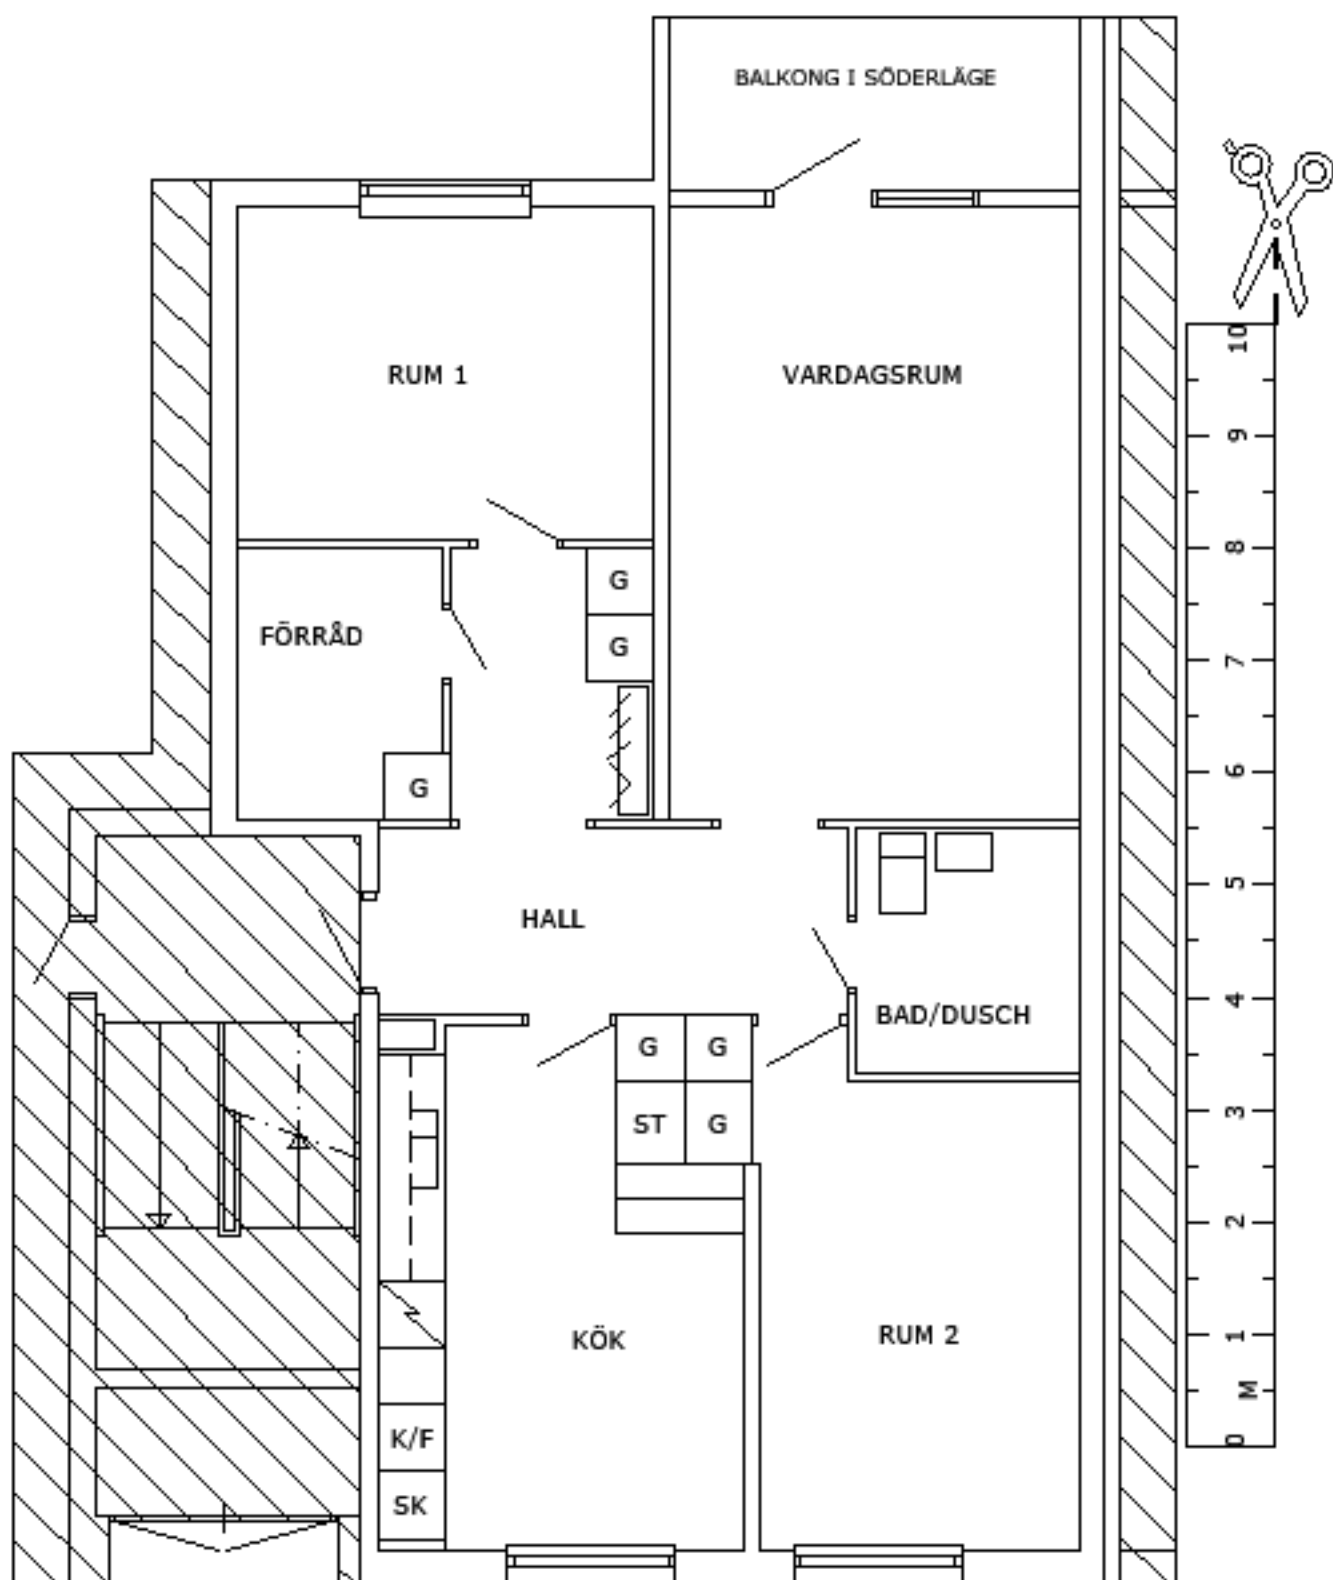 BALKONG I SÖDERLÄGE
RUM 1
VARDAGSRUM
G
G
FÖRRÅD
G
HALL
BAD/DUSCH
G G
ST G
KÖK
RUM 2
K/F
SK
10
9
8
7
6
5
4
3
2
1
M
0